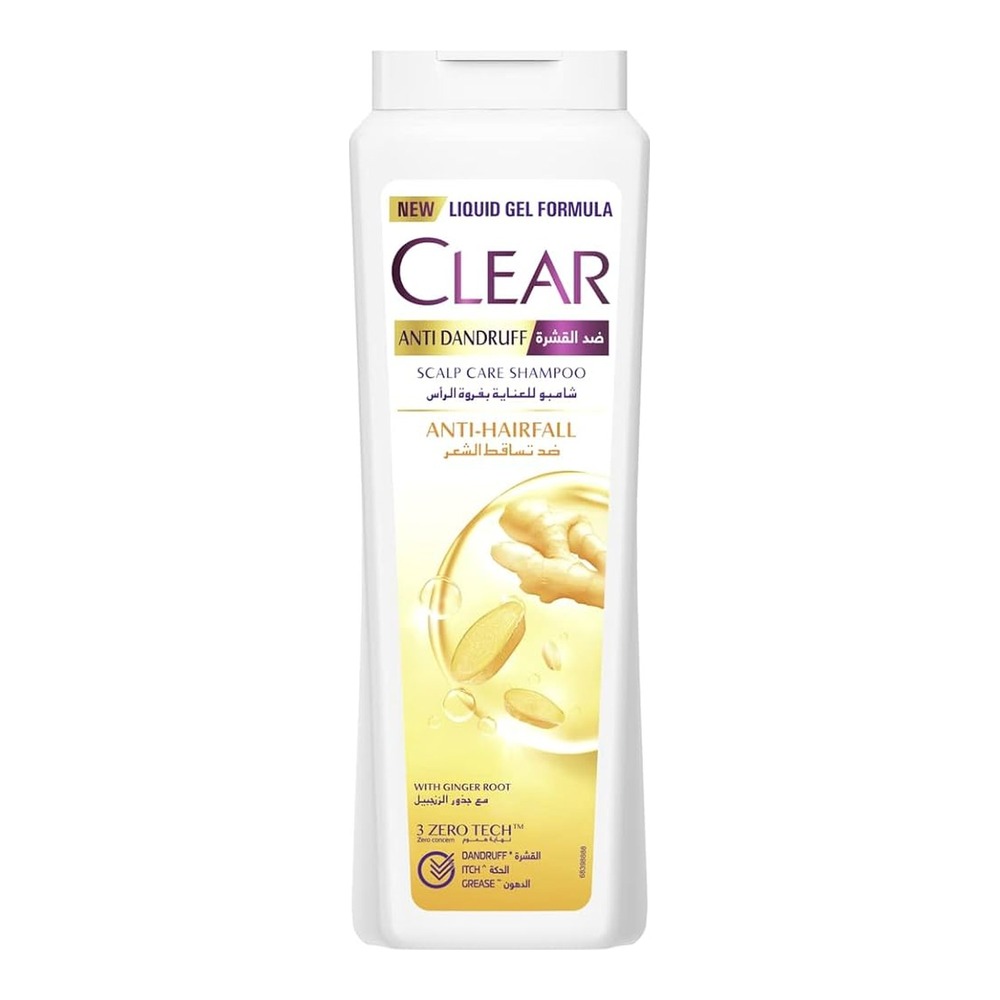 NEW LIQUID GEL FORMULA
CLEAR
ANTI DANDRUFF ضد القشرة
SCALP CARE SHAMPOO
شامبو للعناية بفروة الرأس
ANTI-HAIRFALL
ضد تساقط الشعر
WITH GINGER ROOT
مع جذور الزنجبيل
3 ZERO TECH™
Zero concern نهاية هموم
DANDRUFF * القشرة *
ITCH ^ الحكة ^
GREASE ~ الدهون ~